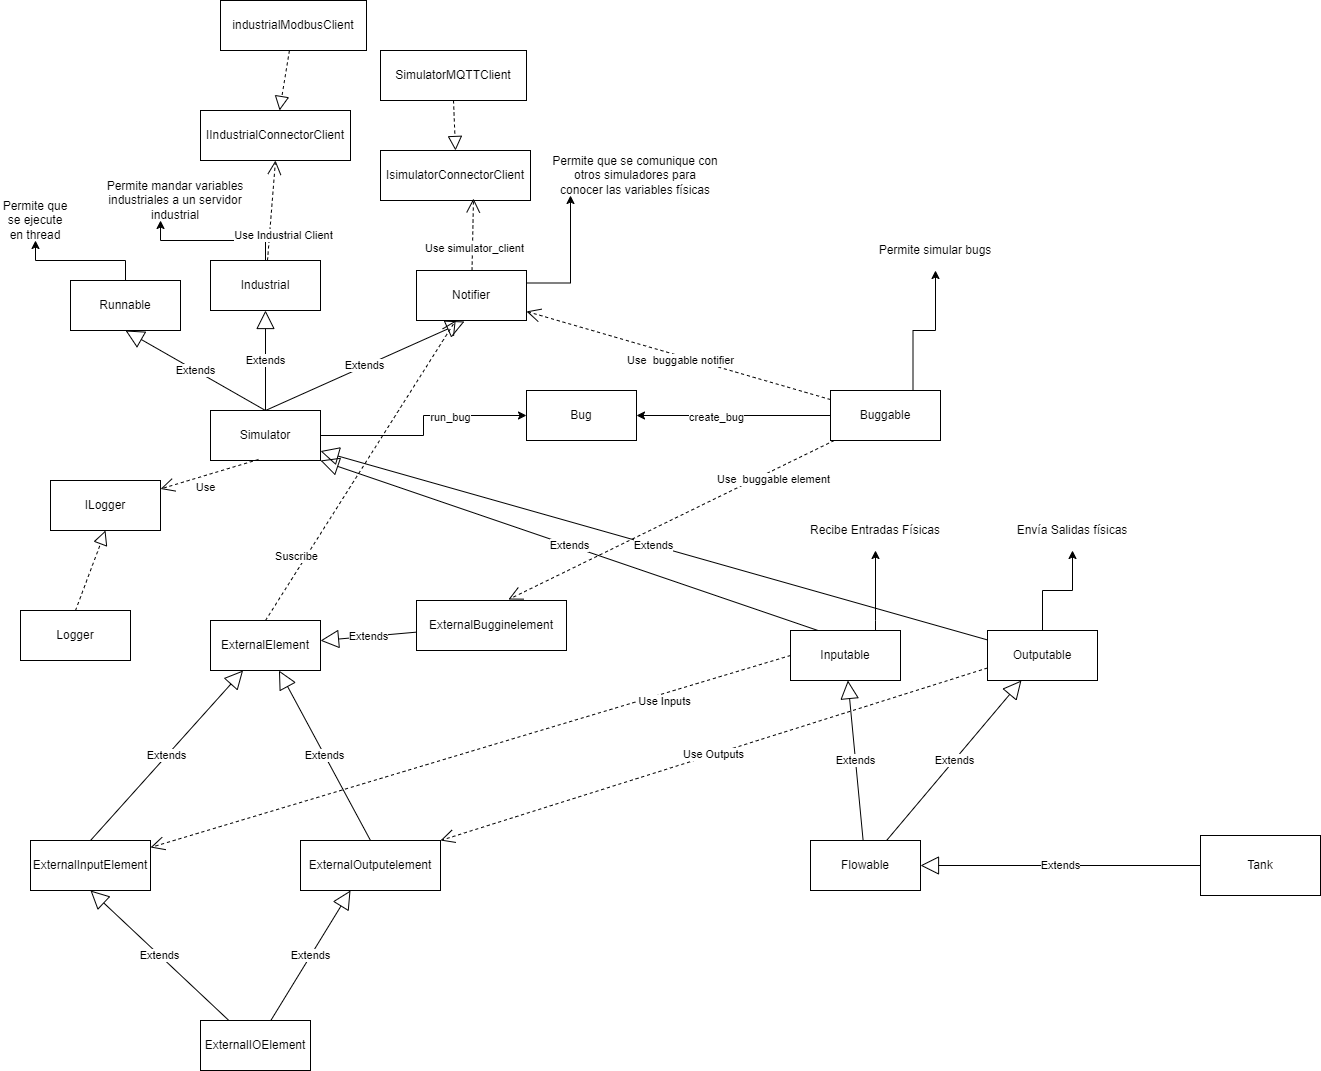 industrialModbusClient
SimulatorMQTTClient
IIndustrialConnectorClient
IsimulatorConnectorClient
Permite que se comunique con
otros simuladores para
conocer las variables físicas
Permite mandar variables
industriales a un servidor
industrial
Permite que
se ejecute
en thread
Use Industrial Client
Use simulator_client
Permite simular bugs
Runnable
Industrial
Notifier
Extends
Extends
Extends
Use  buggable notifier
Simulator
run_bug
Bug
create_bug
Buggable
Use
Use  buggable element
ILogger
Suscribe
Extends
Extends
Recibe Entradas Físicas
Envía Salidas físicas
Logger
ExternalElement
Extends
ExternalBugginelement
Inputable
Outputable
Use Inputs
Extends
Extends
Use Outputs
Extends
Extends
ExternalInputElement
ExternalOutputelement
Flowable
Extends
Tank
Extends
Extends
ExternalIOElement